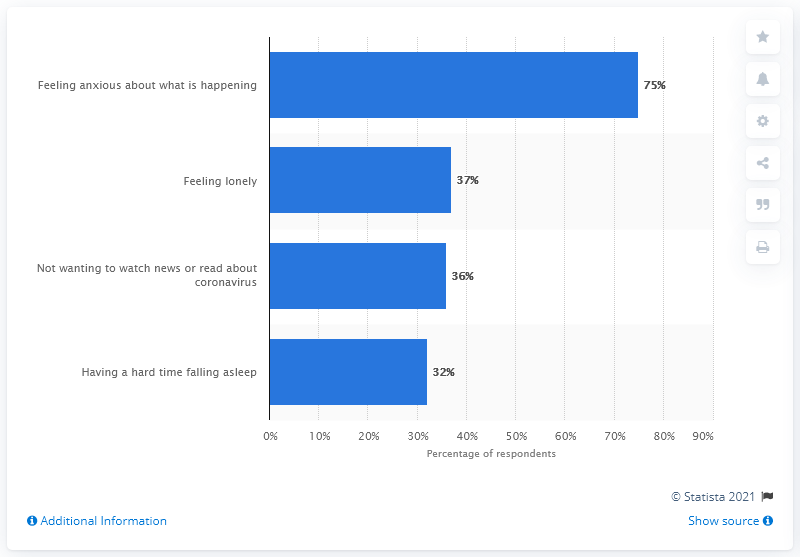 Feeling anxious about what is happening
75%
Feeling lonely
37%
Not wanting to watch news or read about
coronavirus
36%
Having a hard time falling asleep
32%
0% 10% 20% 30% 40% 50% 60% 70% 80% 90%
Percentage of respondents
© Statista 2021
Additional Information
Show source